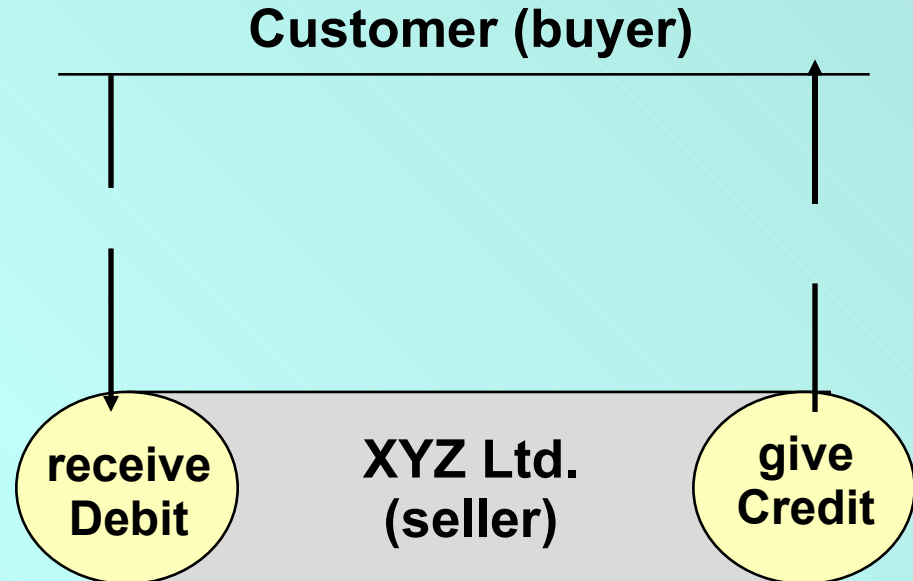 Customer (buyer)
receive
Debit
XYZ Ltd.
(seller)
give
Credit